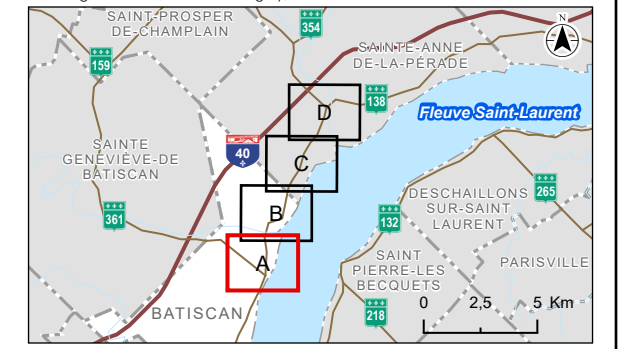 SAINT-PROSPER
DE-CHAMPLAIN
354
N
159
SAINTE-ANNE
DE-LA-PÉRADE
138
D
Fleuve Saint-Laurent
40
C
SAINTE
GENEVIÈVE-DE
BATISCAN
DESCHAILLONS
SUR-SAINT
LAURENT
265
B
361
132
A
SAINT
PIERRE-LES
BECQUETS
PARISVILLE
BATISCAN
218
0 2,5 5 Km